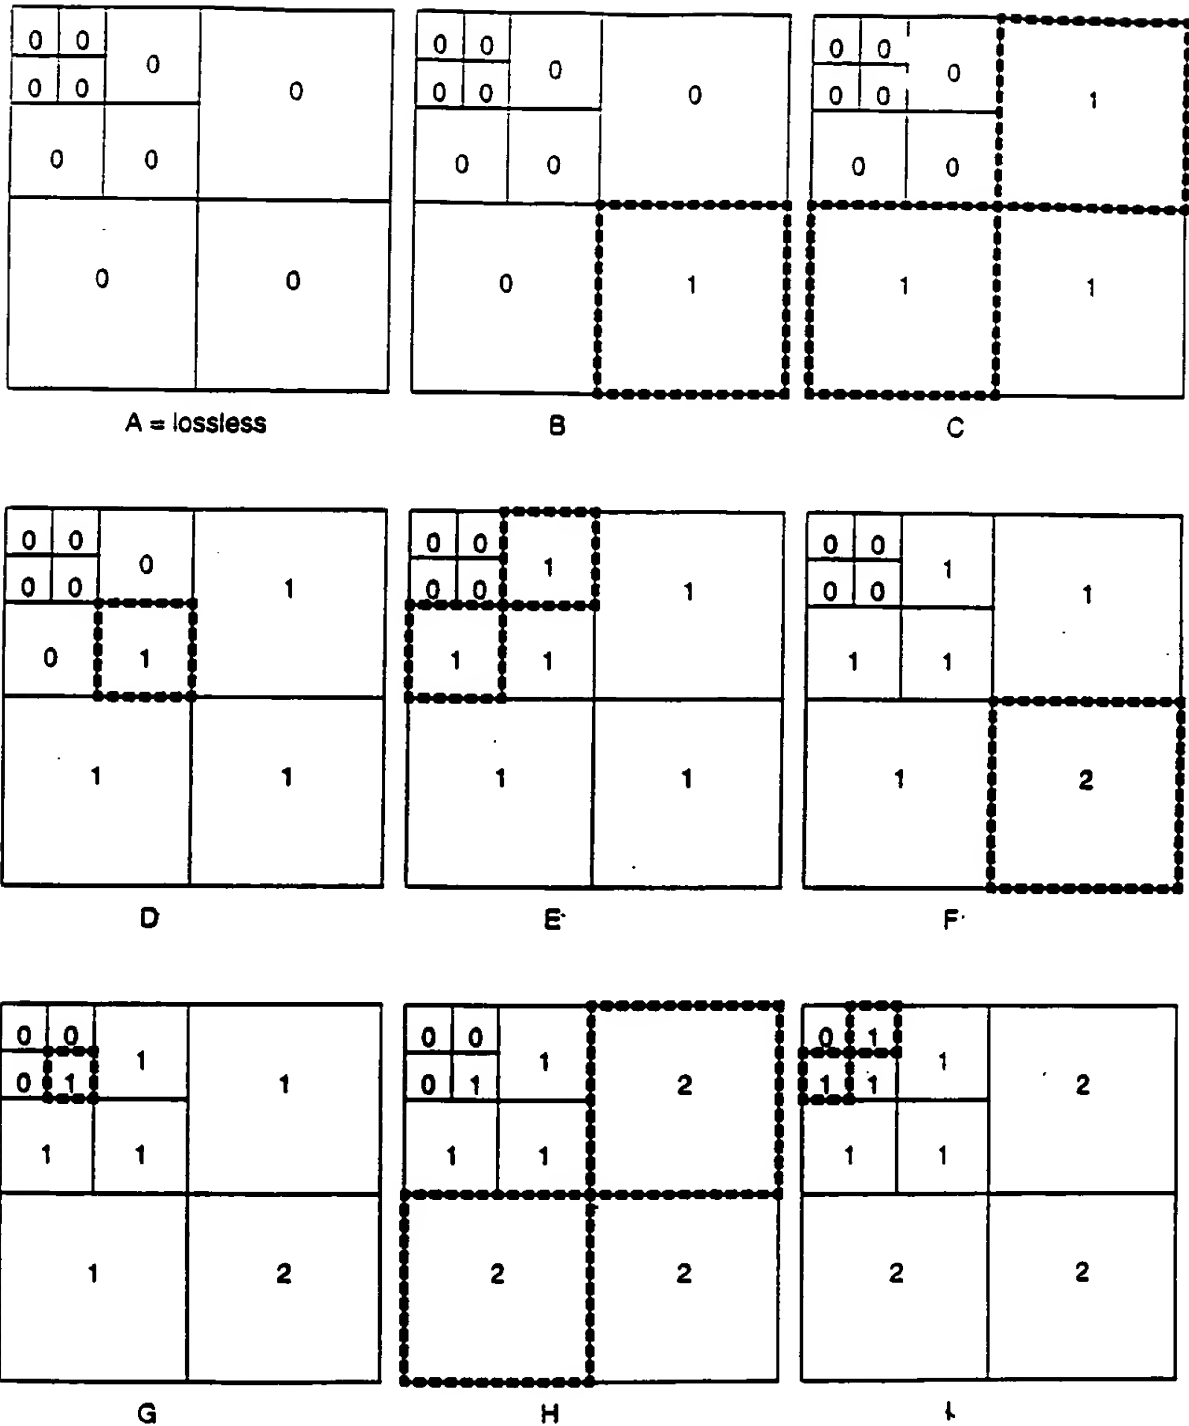 0 0 0 0 0 0 0 0 0 0
A = lossless
0 0 0 0 0 0 0 0 0 1
B
0 0 0 1 0 0 0 0 1 1
C
0 0 0 1 0 0 0 1 1 1
D
0 0 1 1 0 0 1 1 1 1
E
0 0 1 1 0 0 1 1 1 2
F
0 0 1 1 0 1 1 1 1 2
G
0 0 1 2 0 1 1 1 2 2
H
0 1 1 2 1 1 1 1 2 2